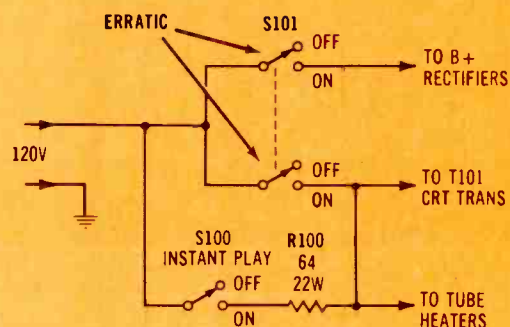 ERRATIC
S101
OFF
ON
TO B+
RECTIFIERS
120V
OFF
ON
TO T101
CRT TRANS
S100
INSTANT PLAY
OFF
ON
R100
64
22W
TO TUBE
HEATERS